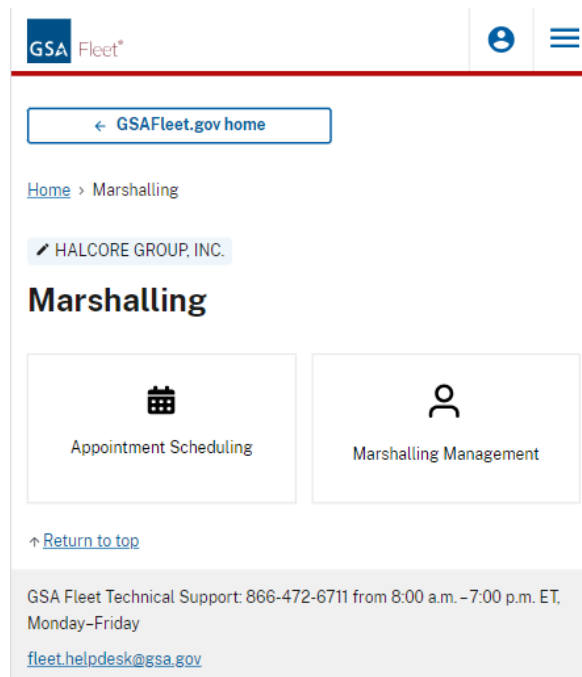 GSA Fleet®
← GSAFleet.gov home
Home > Marshalling
HALCORE GROUP, INC.
Marshalling
Appointment Scheduling
Marshalling Management
↑ Return to top
GSA Fleet Technical Support: 866-472-6711 from 8:00 a.m. – 7:00 p.m. ET,
Monday–Friday
fleet.helpdesk@gsa.gov